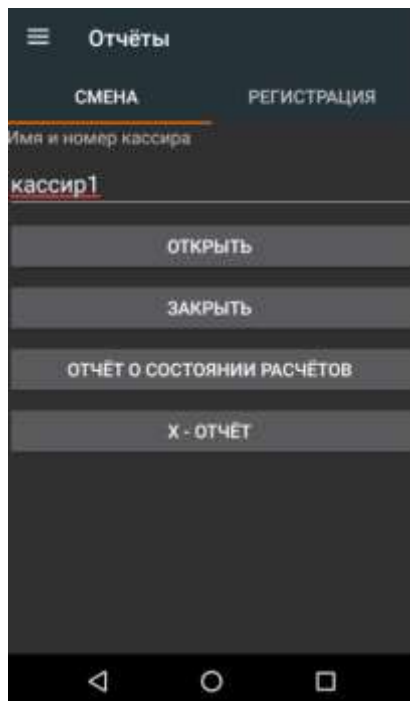 Отчёты
СМЕНА РЕГИСТРАЦИЯ
Имя и номер кассира
кассир1
ОТКРЫТЬ
ЗАКРЫТЬ
ОТЧЁТ О СОСТОЯНИИ РАСЧЁТОВ
X - ОТЧЁТ